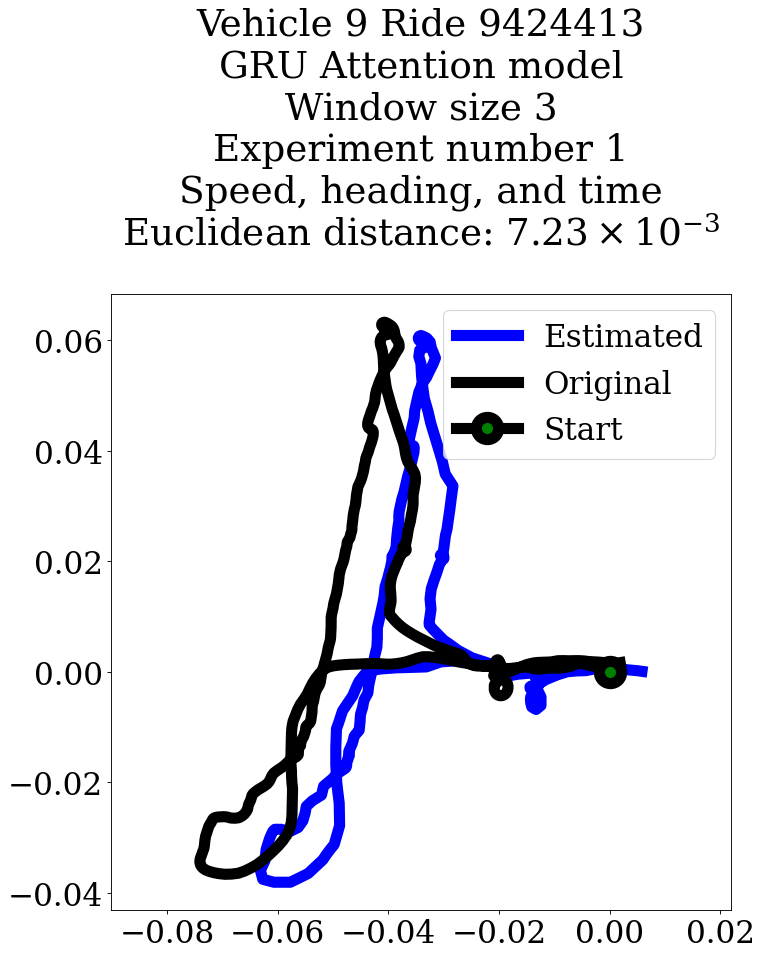 Vehicle 9 Ride 9424413
GRU Attention model
Window size 3
Experiment number 1
Speed, heading, and time
Euclidean distance: 7.23 × 10⁻³
Estimated
Original
Start
0.06
0.04
0.02
0.00
−0.02
−0.04
−0.08 −0.06 −0.04 −0.02 0.00 0.02